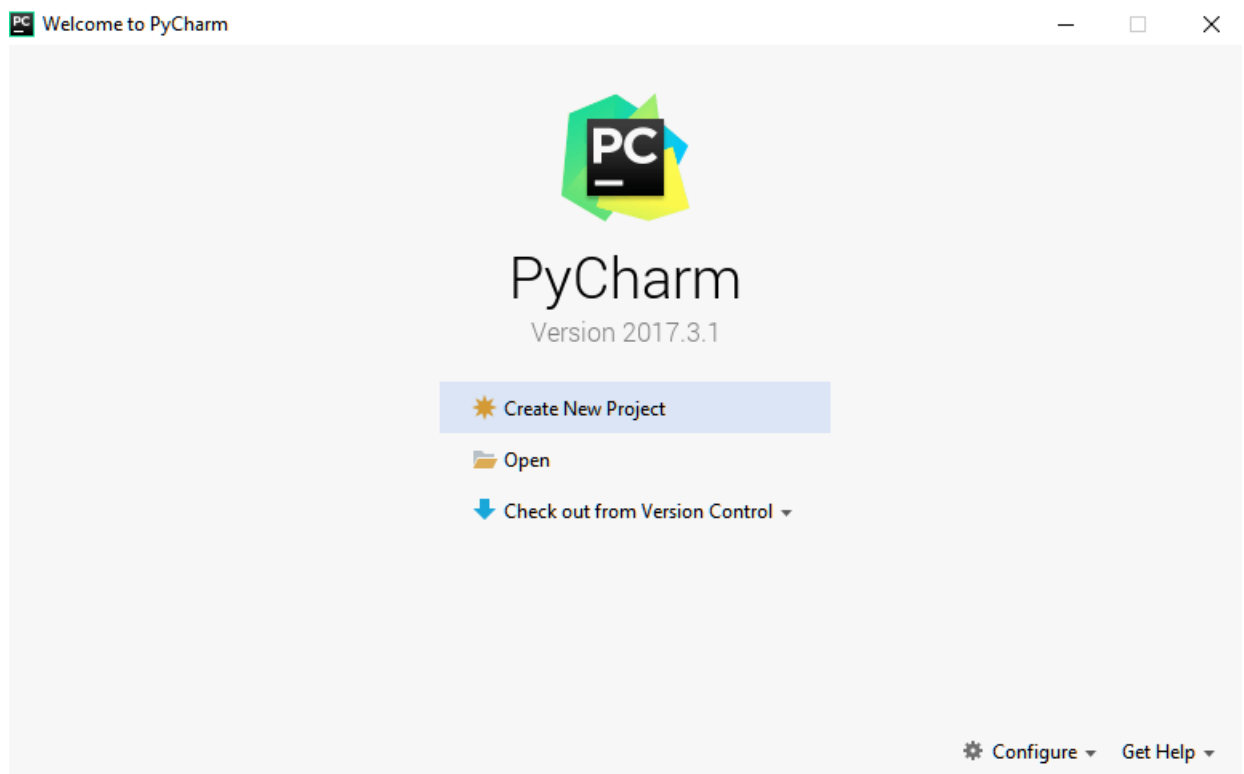 PC Welcome to PyCharm
PC
PyCharm
Version 2017.3.1
Create New Project
Open
Check out from Version Control
Configure Get Help